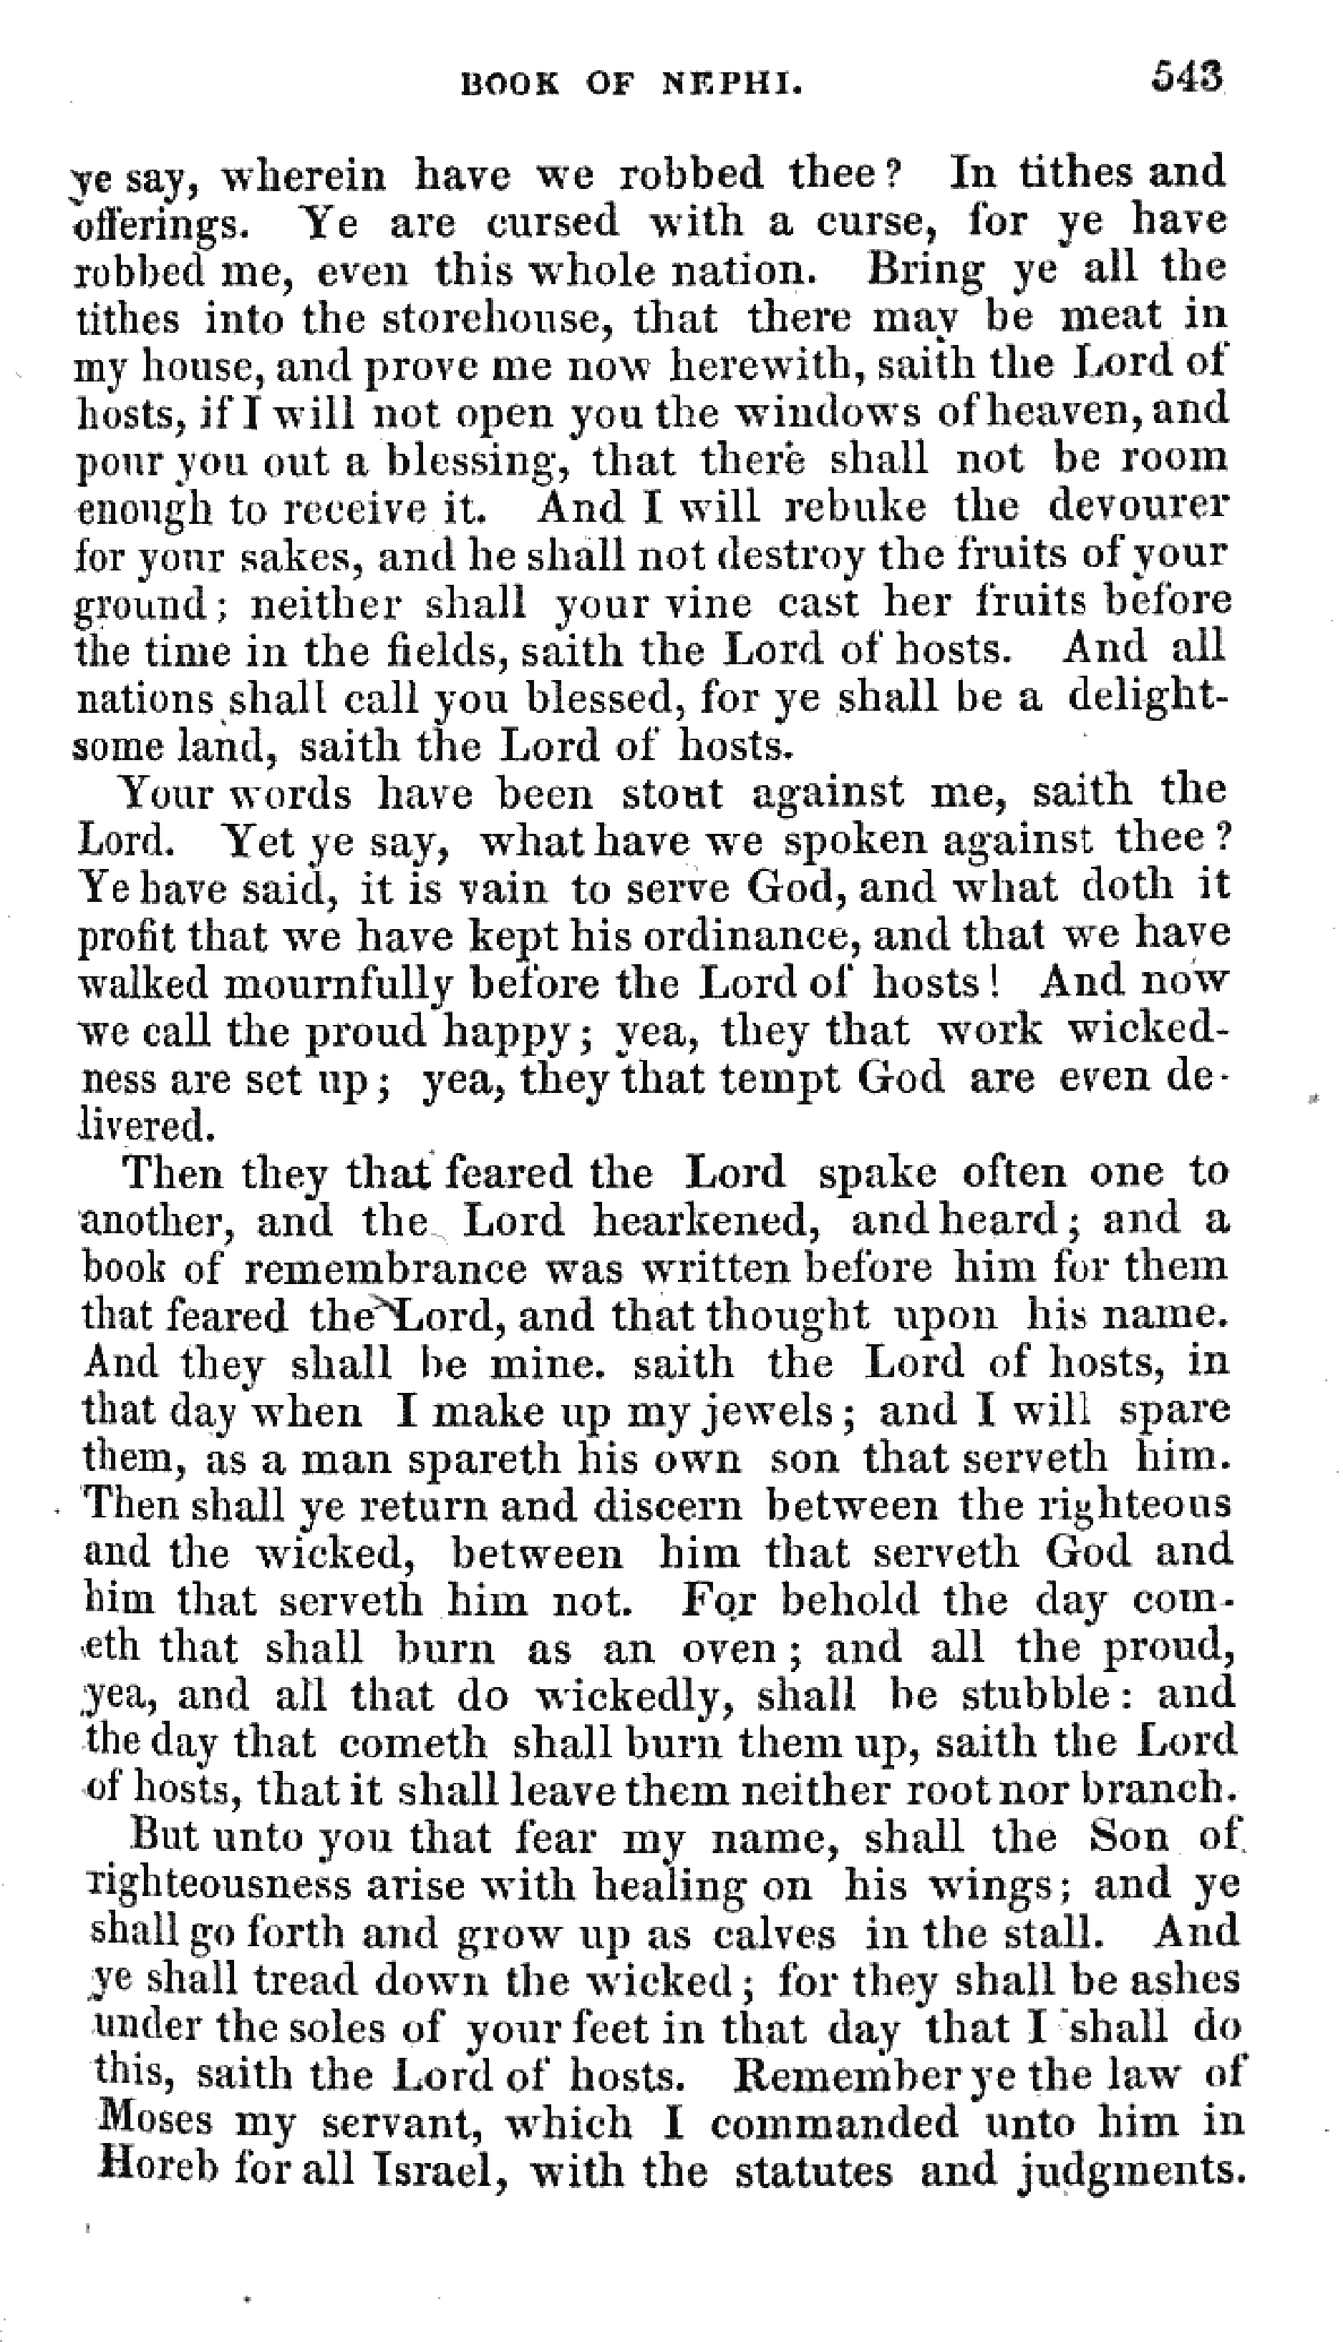 BOOK OF NEPHI. 543
ye say, wherein have we robbed thee? In tithes and
offerings. Ye are cursed with a curse, for ye have
robbed me, even this whole nation. Bring ye all the
tithes into the storehouse, that there may be meat in
my house, and prove me now herewith, saith the Lord of
hosts, if I will not open you the windows of heaven, and
pour you out a blessing, that there shall not be room
enough to receive it. And I will rebuke the devourer
for your sakes, and he shall not destroy the fruits of your
ground; neither shall your vine cast her fruits before
the time in the fields, saith the Lord of hosts. And all
nations shall call you blessed, for ye shall be a delight-
some land, saith the Lord of hosts.
Your words have been stout against me, saith the
Lord. Yet ye say, what have we spoken against thee?
Ye have said, it is vain to serve God, and what doth it
profit that we have kept his ordinance, and that we have
walked mournfully before the Lord of hosts! And now
we call the proud happy; yea, they that work wicked-
ness are set up; yea, they that tempt God are even de-
livered.
Then they that feared the Lord spake often one to
another, and the Lord hearkened, and heard; and a
book of remembrance was written before him for them
that feared the Lord, and that thought upon his name.
And they shall be mine. saith the Lord of hosts, in
that day when I make up my jewels; and I will spare
them, as a man spareth his own son that serveth him.
Then shall ye return and discern between the righteous
and the wicked, between him that serveth God and
him that serveth him not. For behold the day com-
eth that shall burn as an oven; and all the proud,
yea, and all that do wickedly, shall be stubble: and
the day that cometh shall burn them up, saith the Lord
of hosts, that it shall leave them neither root nor branch.
But unto you that fear my name, shall the Son of
righteousness arise with healing on his wings; and ye
shall go forth and grow up as calves in the stall. And
ye shall tread down the wicked; for they shall be ashes
under the soles of your feet in that day that I shall do
this, saith the Lord of hosts. Remember ye the law of
Moses my servant, which I commanded unto him in
Horeb for all Israel, with the statutes and judgments.